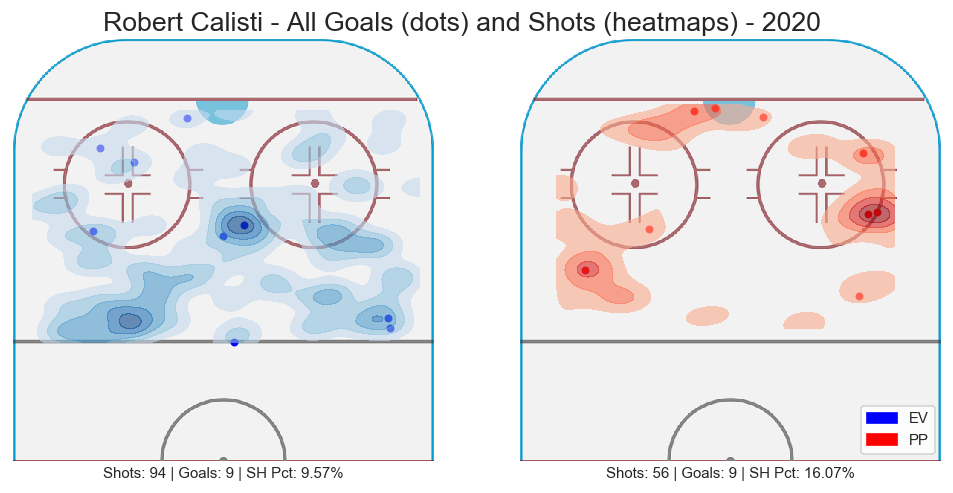 Robert Calisti - All Goals (dots) and Shots (heatmaps) - 2020
EV
PP
Shots: 94 | Goals: 9 | SH Pct: 9.57%
Shots: 56 | Goals: 9 | SH Pct: 16.07%